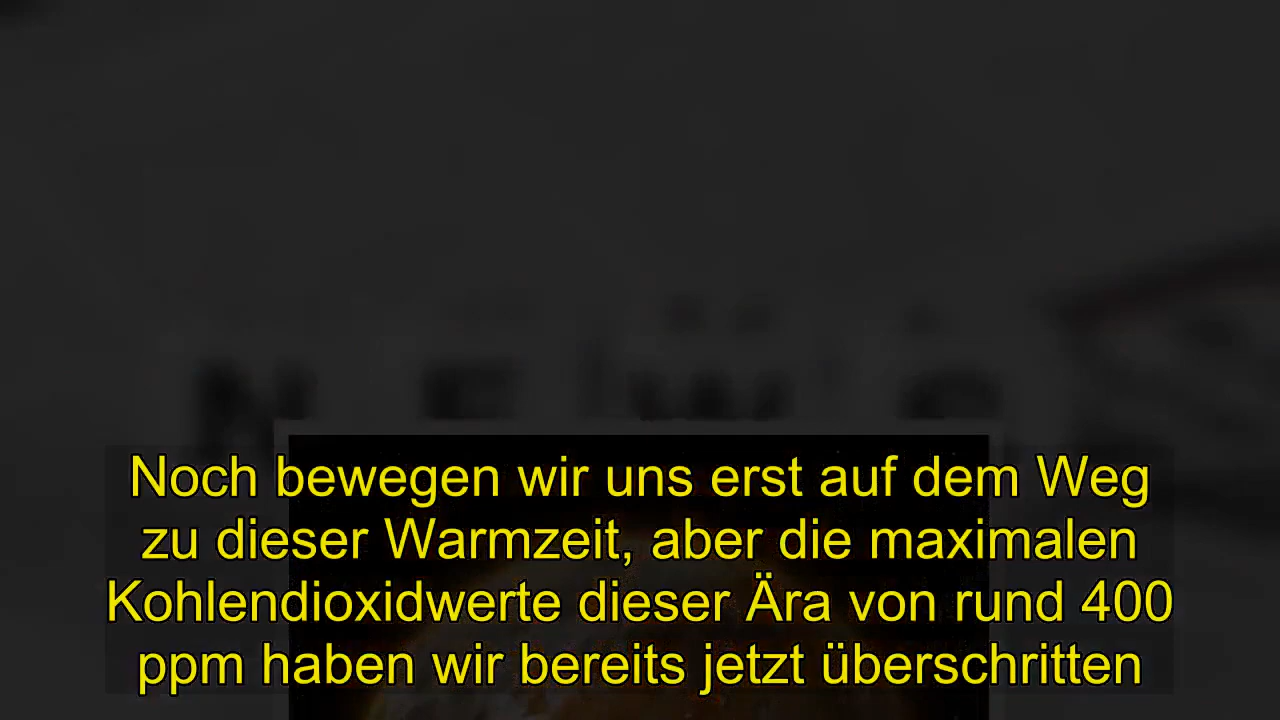 NEWS
Noch bewegen wir uns erst auf dem Weg
zu dieser Warmzeit, aber die maximalen
Kohlendioxidwerte dieser Ära von rund 400
ppm haben wir bereits jetzt überschritten